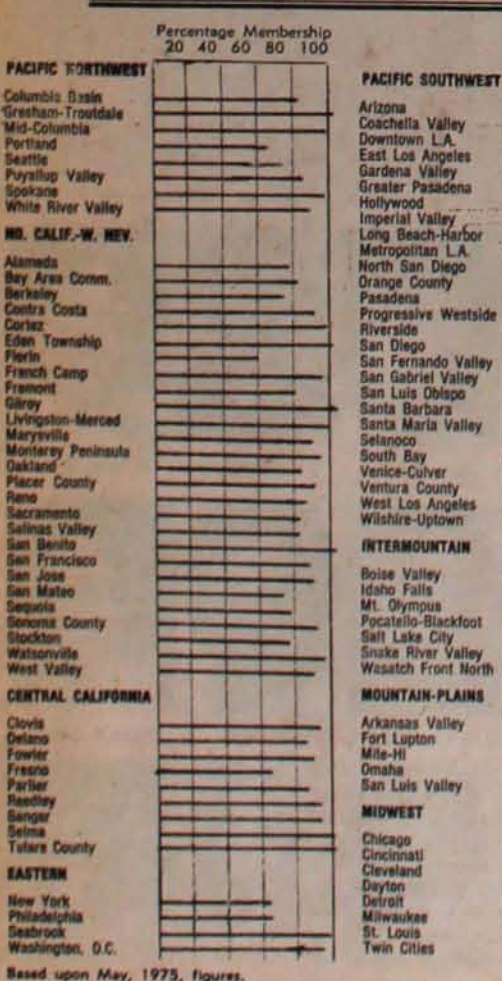 Percentage Membership
20 40 60 80 100
PACIFIC NORTHWEST
Columbia Basin
Gresham-Troutdale
Mid-Columbia
Portland
Seattle
Puyallup Valley
Spokane
White River Valley
NO. CALIF.-W. NEV.
Alameda
Bay Area Comm.
Berkeley
Contra Costa
Cortez
Eden Township
Florin
French Camp
Fremont
Gilroy
Livingston-Merced
Marysville
Monterey Peninsula
Oakland
Placer County
Reno
Sacramento
Salinas Valley
San Benito
San Francisco
San Jose
San Mateo
Sequoia
Sonoma County
Stockton
Watsonville
West Valley
CENTRAL CALIFORNIA
Clovis
Delano
Fowler
Fresno
Parlier
Reedley
Sanger
Selma
Tulare County
EASTERN
New York
Philadelphia
Seabrook
Washington, D.C.
Based upon May, 1975, figures.
PACIFIC SOUTHWEST
Arizona
Coachella Valley
Downtown L.A.
East Los Angeles
Gardena Valley
Greater Pasadena
Hollywood
Imperial Valley
Long Beach-Harbor
Metropolitan L.A.
North San Diego
Orange County
Pasadena
Progressive Westside
Riverside
San Diego
San Fernando Valley
San Gabriel Valley
San Luis Obispo
Santa Barbara
Santa Maria Valley
Selanoco
South Bay
Venice-Culver
Ventura County
West Los Angeles
Wilshire-Uptown
INTERMOUNTAIN
Boise Valley
Idaho Falls
Mt. Olympus
Pocatello-Blackfoot
Salt Lake City
Snake River Valley
Wasatch Front North
MOUNTAIN-PLAINS
Arkansas Valley
Fort Lupton
Mile-Hi
Omaha
San Luis Valley
MIDWEST
Chicago
Cincinnati
Cleveland
Dayton
Detroit
Milwaukee
St. Louis
Twin Cities